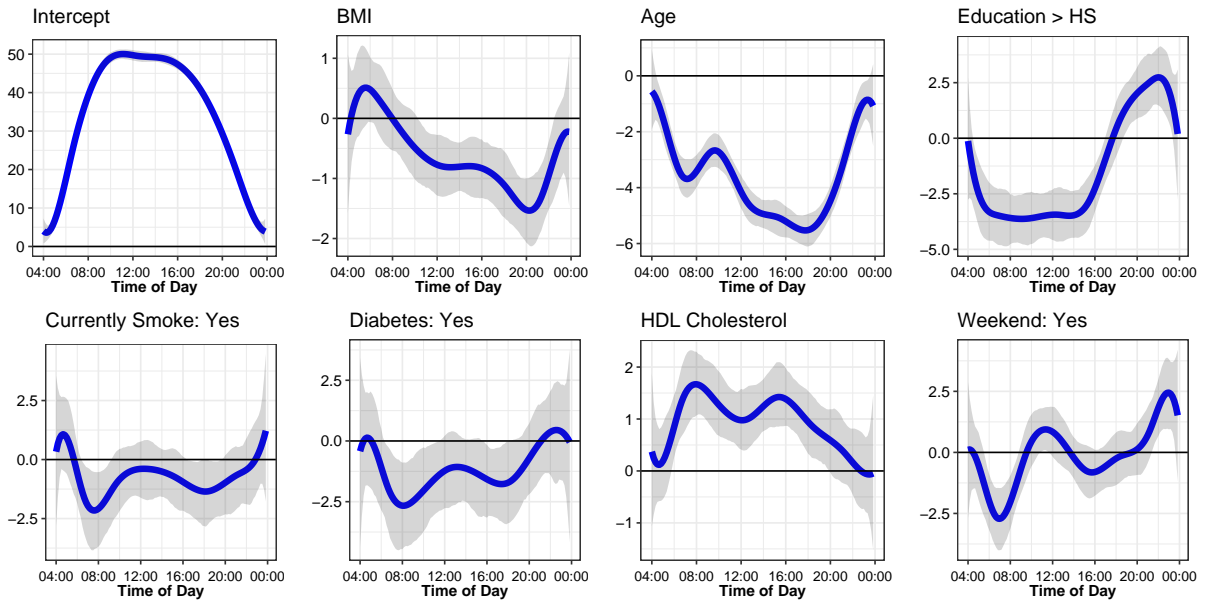 Intercept
50
40
30
20
10
0
04:00 08:00 12:00 16:00 20:00 00:00
Time of Day
BMI
1
0
−1
−2
04:00 08:00 12:00 16:00 20:00 00:00
Time of Day
Age
0
−2
−4
−6
04:00 08:00 12:00 16:00 20:00 00:00
Time of Day
Education > HS
2.5
0.0
−2.5
−5.0
04:00 08:00 12:00 16:00 20:00 00:00
Time of Day
Currently Smoke: Yes
2.5
0.0
−2.5
04:00 08:00 12:00 16:00 20:00 00:00
Time of Day
Diabetes: Yes
2.5
0.0
−2.5
04:00 08:00 12:00 16:00 20:00 00:00
Time of Day
HDL Cholesterol
2
1
0
−1
04:00 08:00 12:00 16:00 20:00 00:00
Time of Day
Weekend: Yes
2.5
0.0
−2.5
04:00 08:00 12:00 16:00 20:00 00:00
Time of Day